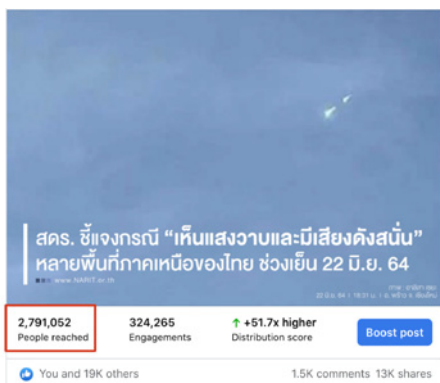 สดร. ชี้แจงกรณี “เห็นแสงวาบและมีเสียงดังสนั่น”
หลายพื้นที่ภาคเหนือของไทย ช่วงเย็น 22 มิ.ย. 64
www.NARIT.or.th
2,791,052
People reached
324,265
Engagements
+51.7x higher
Distribution score
Boost post
You and 19K others
1.5K comments 13K shares